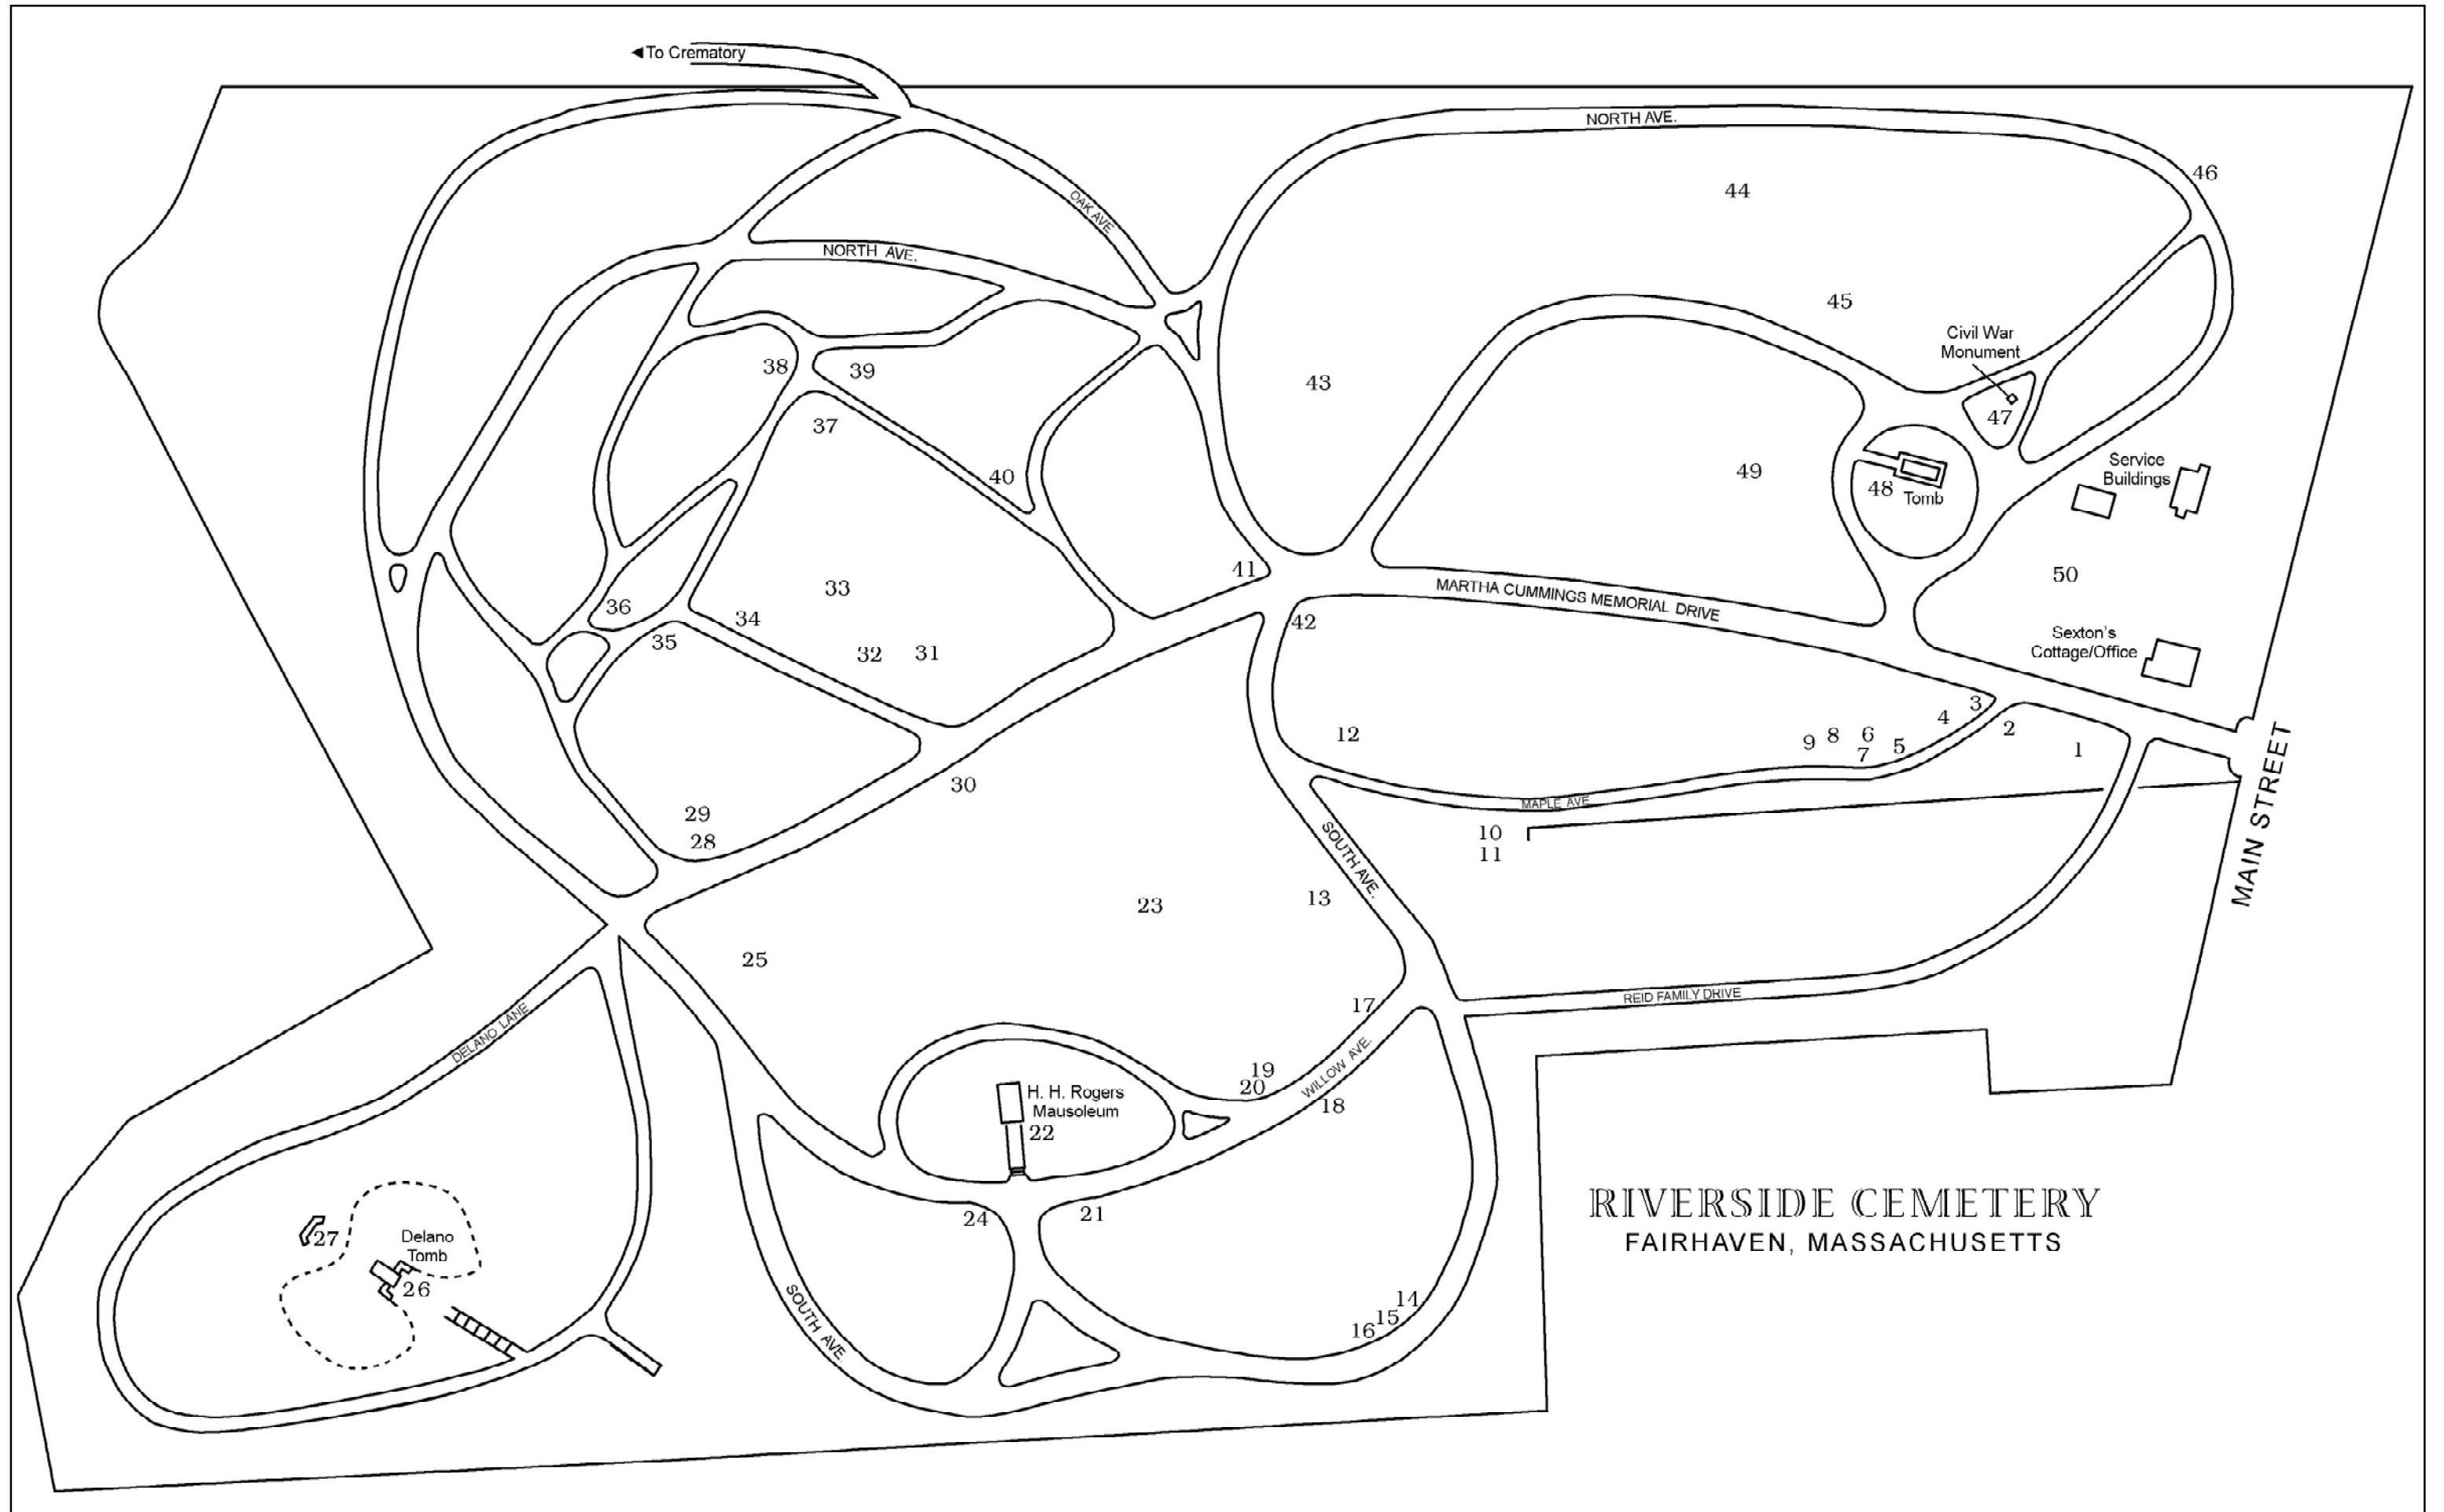 ◄To Crematory
NORTH AVE.
46
44
OAK AVE.
NORTH AVE.
45
Civil War
Monument
38
39
43
47
37
Service
Buildings
40
49
48
Tomb
41
50
33
MARTHA CUMMINGS MEMORIAL DRIVE
36
34
42
35
Sexton's
Cottage/Office
32
31
3
4
2
12
9
8
6
7
5
1
30
MAIN STREET
MAPLE AVE
29
28
10
11
SOUTH AVE.
13
23
25
17
REID FAMILY DRIVE
DELANO LANE
19
20
WILLOW AVE.
18
H. H. Rogers
Mausoleum
22
24
21
RIVERSIDE CEMETERY
FAIRHAVEN, MASSACHUSETTS
27
Delano
Tomb
26
SOUTH AVE.
14
15
16